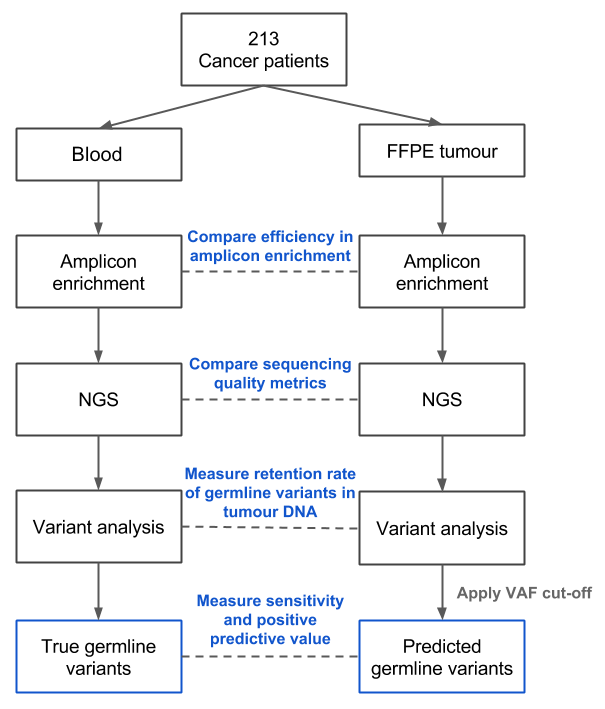 213
Cancer patients
Blood
FFPE tumour
Compare efficiency in
amplicon enrichment
Amplicon
enrichment
Amplicon
enrichment
Compare sequencing
quality metrics
NGS
NGS
Measure retention rate
of germline variants in
tumour DNA
Variant analysis
Variant analysis
Apply VAF cut-off
Measure sensitivity
and positive
predictive value
True germline
variants
Predicted
germline variants